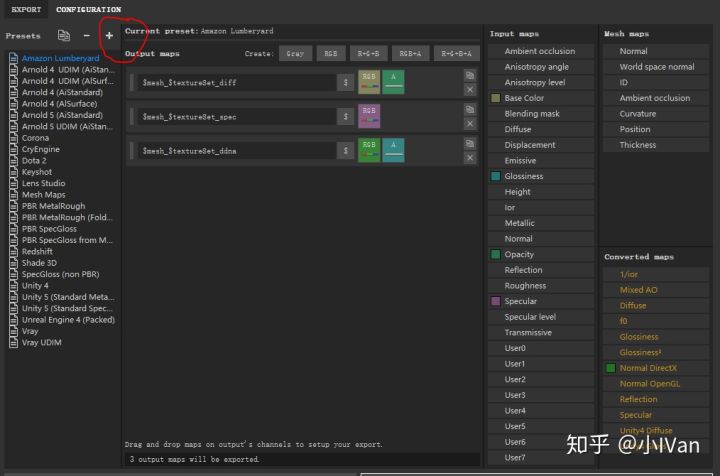 EXPORT CONFIGURATION
Presets − +
Amazon Lumberyard
Arnold 4 UDIM (AiStan...
Arnold 4 UDIM (AlSurf...
Arnold 4 (AiStandard)
Arnold 4 (AlSurface)
Arnold 5 (AiStandard)
Arnold 5 UDIM (AiStan...
Corona
CryEngine
Dota 2
Keyshot
Lens Studio
Mesh Maps
PBR MetalRough
PBR MetalRough (Fold...
PBR SpecGloss
PBR SpecGloss from M...
Redshift
Shade 3D
SpecGloss (non PBR)
Unity 4
Unity 5 (Standard Meta...
Unity 5 (Standard Spec...
Unreal Engine 4 (Packed)
Vray
Vray UDIM
Current preset: Amazon Lumberyard
Output maps Create: Gray RGB R+G+B RGB+A R+G+B+A
$mesh_$textureSet_diff $ RGB A
$mesh_$textureSet_spec $ RGB
$mesh_$textureSet_ddna $ RGB A
Drag and drop maps on output's channels to setup your export.
3 output maps will be exported.
Input maps
Ambient occlusion
Anisotropy angle
Anisotropy level
Base Color
Blending mask
Diffuse
Displacement
Emissive
Glossiness
Height
Ior
Metallic
Normal
Opacity
Reflection
Roughness
Specular
Specular level
Transmissive
User0
User1
User2
User3
User4
User5
User6
User7
Mesh maps
Normal
World space normal
ID
Ambient occlusion
Curvature
Position
Thickness
Converted maps
1/ior
Mixed AO
Diffuse
f0
Glossiness
Glossiness²
Normal DirectX
Normal OpenGL
Reflection
Specular
Unity4 Diffuse
知乎 @小IVan